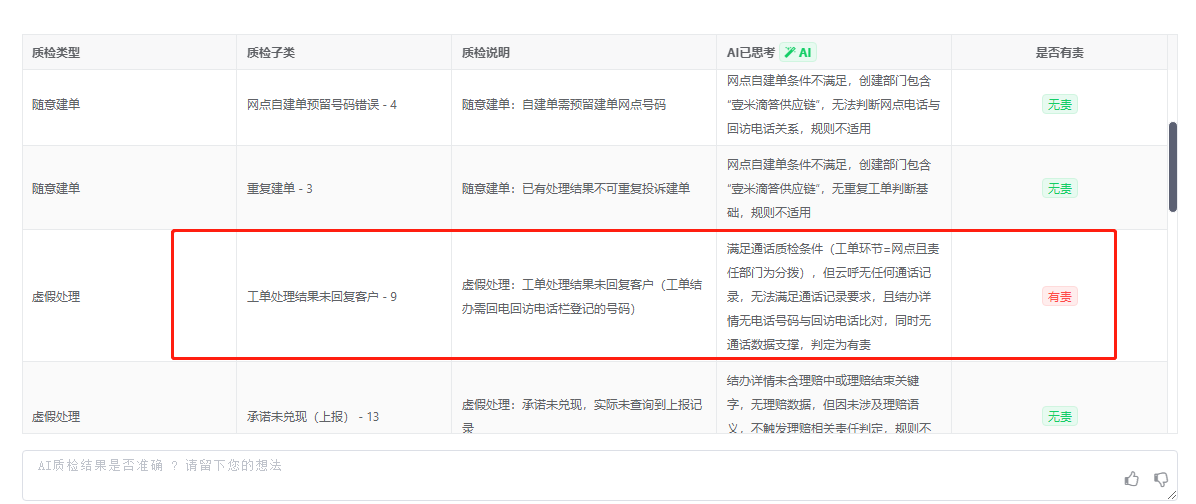 质检类型 质检子类 质检说明 AI已思考 AI 是否有责
随意建单 网点自建单预留号码错误 - 4 随意建单：自建单需预留建单网点号码
网点自建单条件不满足，创建部门包含
“壹米滴答供应链”，无法判断网点电话与
回访电话关系，规则不适用
无责
随意建单 重复建单 - 3 随意建单：已有处理结果不可重复投诉建单
网点自建单条件不满足，创建部门包含
“壹米滴答供应链”，无重复工单判断基
础，规则不适用
无责
虚假处理 工单处理结果未回复客户 - 9
虚假处理：工单处理结果未回复客户（工单结
办需回电回访电话栏登记的号码）
满足通话质检条件（工单环节=网点且责
任部门为分拨），但云呼无任何通话记
录，无法满足通话记录要求，且结办详
情无电话号码与回访电话比对，同时无
通话数据支撑，判定为有责
有责
虚假处理 承诺未兑现（上报） - 13
虚假处理：承诺未兑现，实际未查询到上报记
录
结办详情未含理赔中或理赔结束关键
字，无理赔数据，但因未涉及理赔语
义，不触发理赔相关责任判定，规则不
无责
AI质检结果是否准确 ? 请留下您的想法